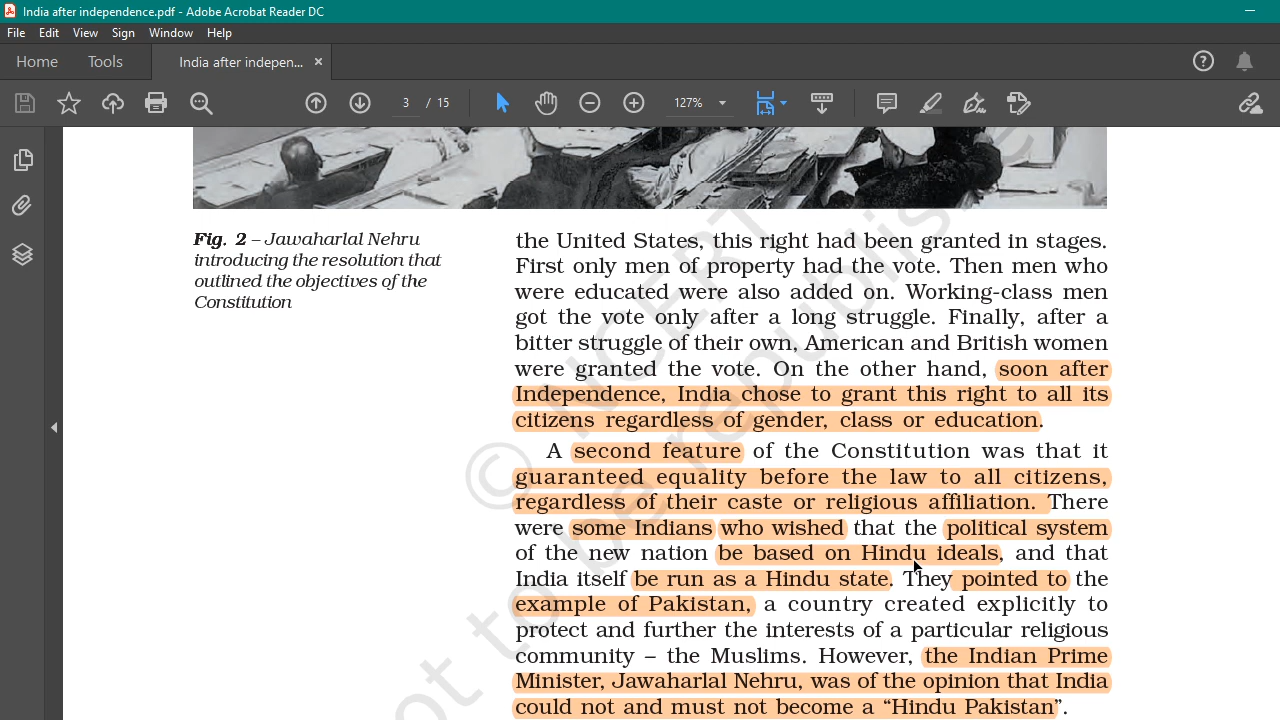 India after independence.pdf - Adobe Acrobat Reader DC
File Edit View Sign Window Help
Home Tools India after indepen... ×
3 / 15 127%
Fig. 2 – Jawaharlal Nehru
introducing the resolution that
outlined the objectives of the
Constitution
the United States, this right had been granted in stages.
First only men of property had the vote. Then men who
were educated were also added on. Working-class men
got the vote only after a long struggle. Finally, after a
bitter struggle of their own, American and British women
were granted the vote. On the other hand, soon after
Independence, India chose to grant this right to all its
citizens regardless of gender, class or education.
A second feature of the Constitution was that it
guaranteed equality before the law to all citizens,
regardless of their caste or religious affiliation. There
were some Indians who wished that the political system
of the new nation be based on Hindu ideals, and that
India itself be run as a Hindu state. They pointed to the
example of Pakistan, a country created explicitly to
protect and further the interests of a particular religious
community – the Muslims. However, the Indian Prime
Minister, Jawaharlal Nehru, was of the opinion that India
could not and must not become a “Hindu Pakistan”.
© NCERT
not to be republishe